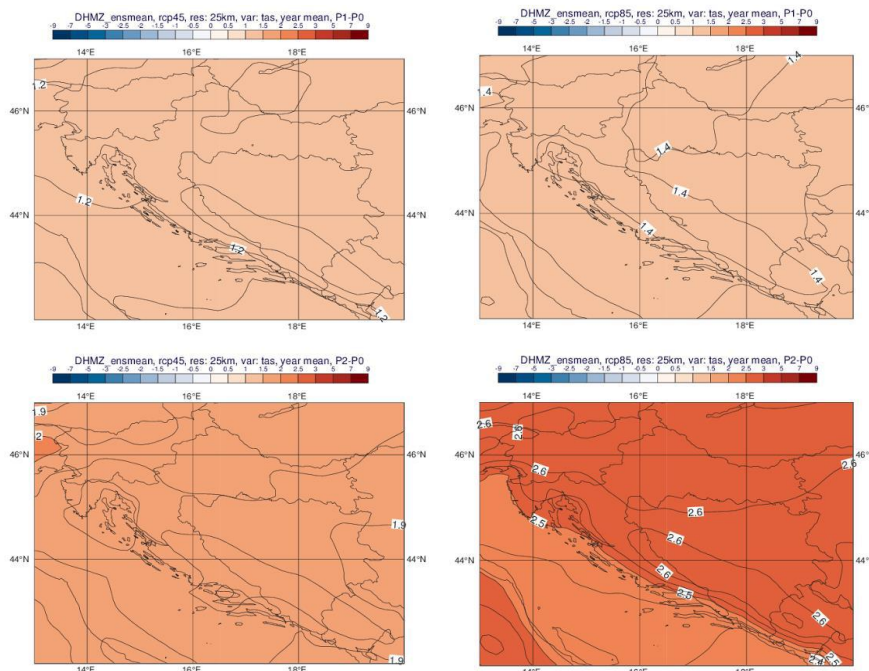 DHMZ_ensmean, rcp45, res: 25km, var: tas, year mean, P1-P0
-9 -7 -5 -3 -2.5 -2 -1.5 -1 -0.5 0 0.5 1 1.5 2 2.5 3 5 7 9
14°E 16°E 18°E
46°N
44°N
1.2
1.2
1.2
1.2
14°E 16°E 18°E
DHMZ_ensmean, rcp85, res: 25km, var: tas, year mean, P1-P0
-9 -7 -5 -3 -2.5 -2 -1.5 -1 -0.5 0 0.5 1 1.5 2 2.5 3 5 7 9
14°E 16°E 18°E
46°N
44°N
1.4
1.4
1.4
1.4
1.4
1.4
14°E 16°E 18°E
DHMZ_ensmean, rcp45, res: 25km, var: tas, year mean, P2-P0
-9 -7 -5 -3 -2.5 -2 -1.5 -1 -0.5 0 0.5 1 1.5 2 2.5 3 5 7 9
14°E 16°E 18°E
46°N
44°N
1.9
2
1.9
1.9
14°E 16°E 18°E
DHMZ_ensmean, rcp85, res: 25km, var: tas, year mean, P2-P0
-9 -7 -5 -3 -2.5 -2 -1.5 -1 -0.5 0 0.5 1 1.5 2 2.5 3 5 7 9
14°E 16°E 18°E
46°N
44°N
2.6
2.6
2.6
2.6
2.6
2.5
2.6
2.6
2.5
2.6
2.5
14°E 16°E 18°E